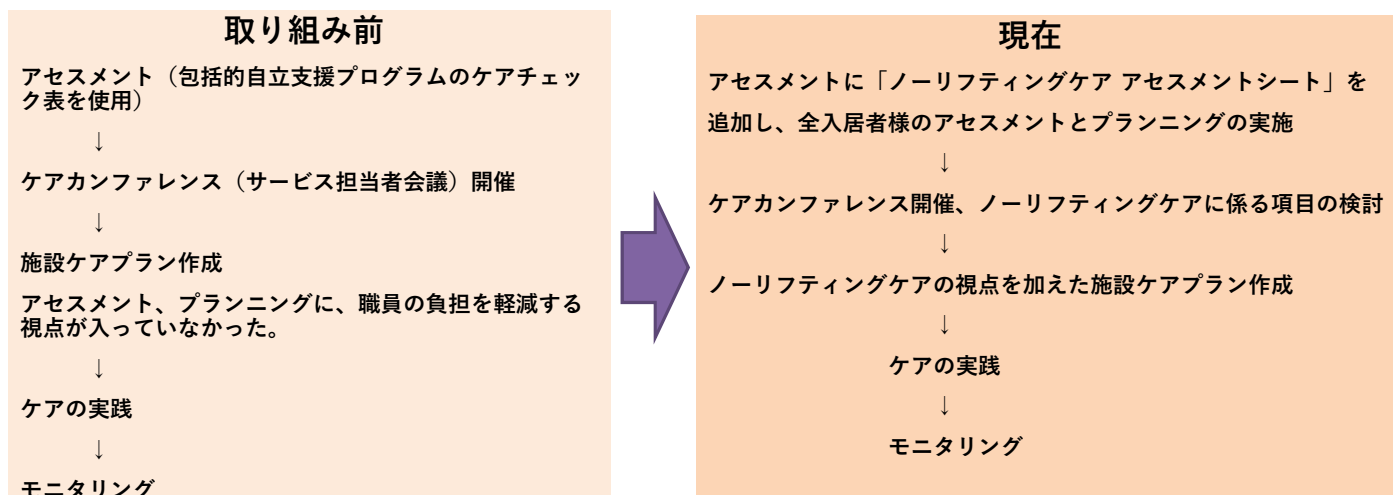 取り組み前
アセスメント（包括的自立支援プログラムのケアチェッ
ク表を使用）
↓
ケアカンファレンス（サービス担当者会議）開催
↓
施設ケアプラン作成
アセスメント、プランニングに、職員の負担を軽減する
視点が入っていなかった。
↓
ケアの実践
↓
モニタリング
現在
アセスメントに「ノーリフティングケア アセスメントシート」を
追加し、全入居者様のアセスメントとプランニングの実施
↓
ケアカンファレンス開催、ノーリフティングケアに係る項目の検討
↓
ノーリフティングケアの視点を加えた施設ケアプラン作成
↓
ケアの実践
↓
モニタリング